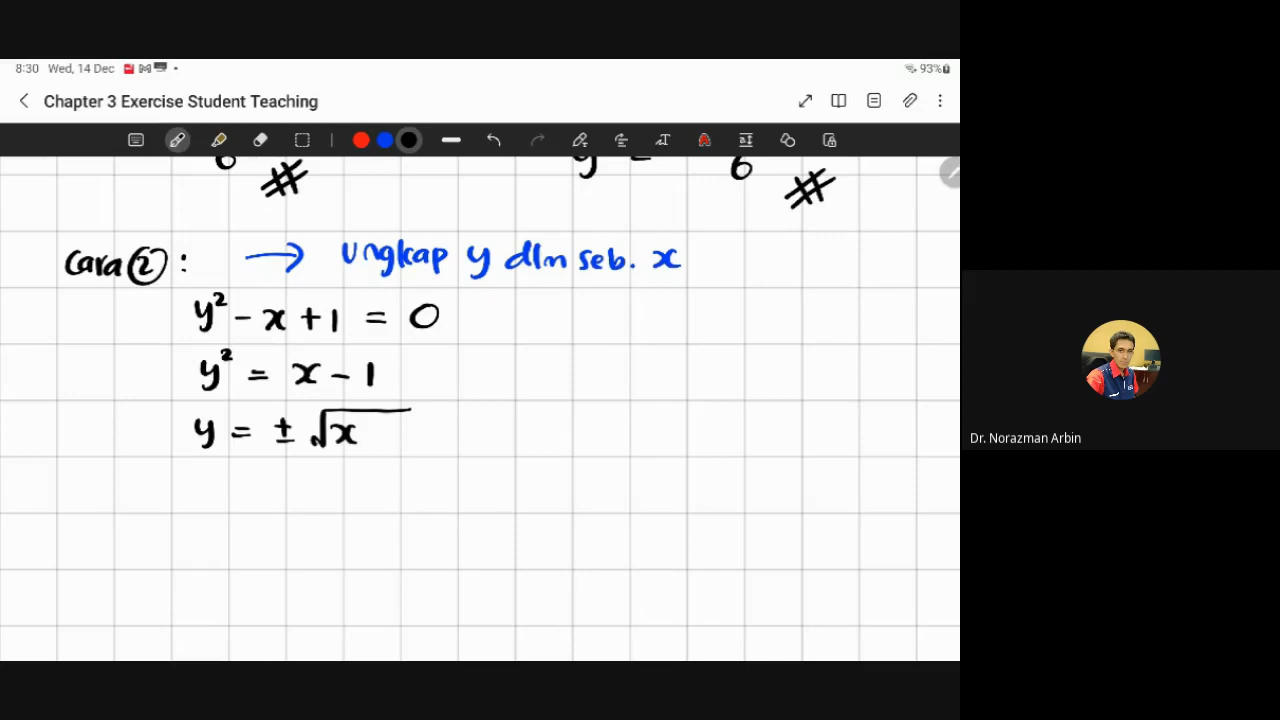 8:30 Wed, 14 Dec
93%
Chapter 3 Exercise Student Teaching
6 #
y = 6 #
Cara ② : → Ungkap y dlm seb. x
y² - x + 1 = 0
y² = x - 1
y = ± √x
Dr. Norazman Arbin